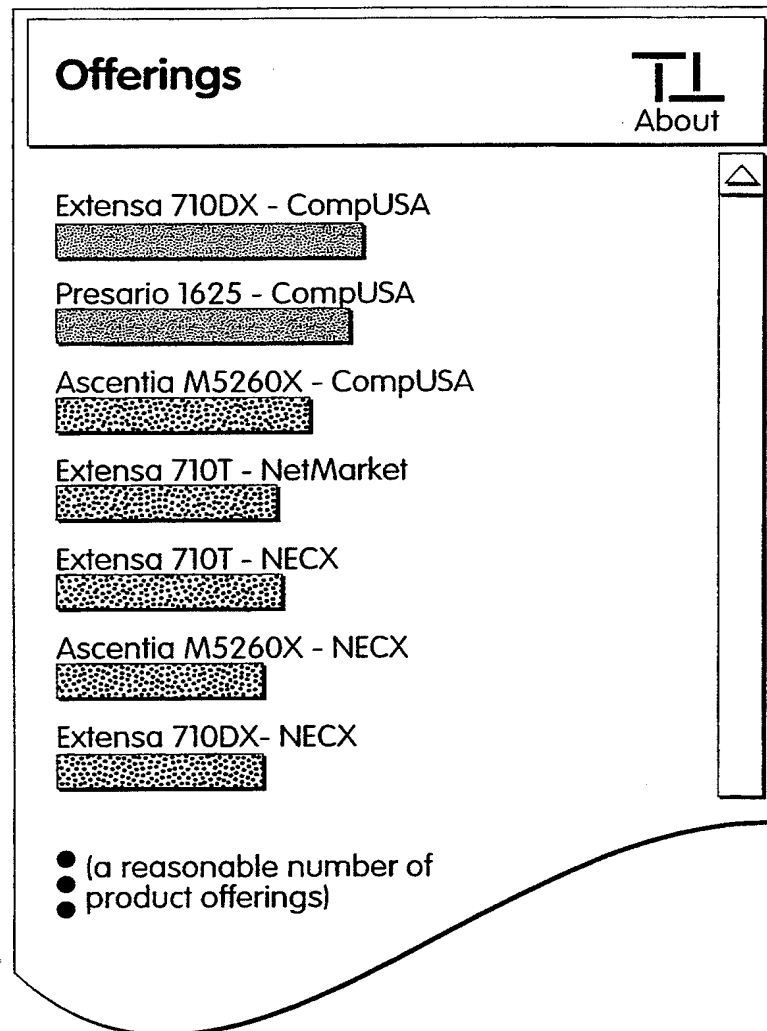 Offerings
About
Extensa 710DX - CompUSA
Presario 1625 - CompUSA
Ascentia M5260X - CompUSA
Extensa 710T - NetMarket
Extensa 710T - NECX
Ascentia M5260X - NECX
Extensa 710DX- NECX
(a reasonable number of
product offerings)